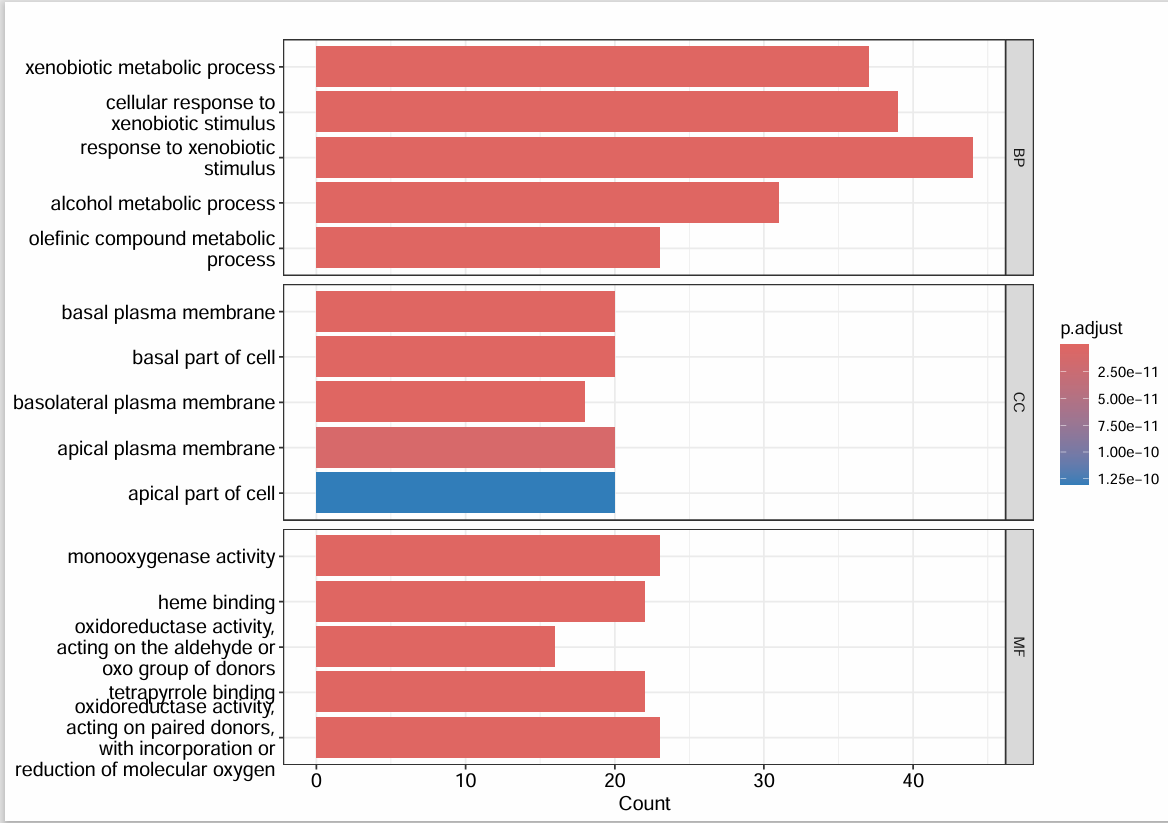 xenobiotic metabolic process
cellular response to
xenobiotic stimulus
response to xenobiotic
stimulus
alcohol metabolic process
olefinic compound metabolic
process
BP
basal plasma membrane
basal part of cell
basolateral plasma membrane
apical plasma membrane
apical part of cell
CC
monooxygenase activity
heme binding
oxidoreductase activity,
acting on the aldehyde or
oxo group of donors
tetrapyrrole binding
oxidoreductase activity,
acting on paired donors,
with incorporation or
reduction of molecular oxygen
MF
0 10 20 30 40
Count
p.adjust
2.50e−11
5.00e−11
7.50e−11
1.00e−10
1.25e−10